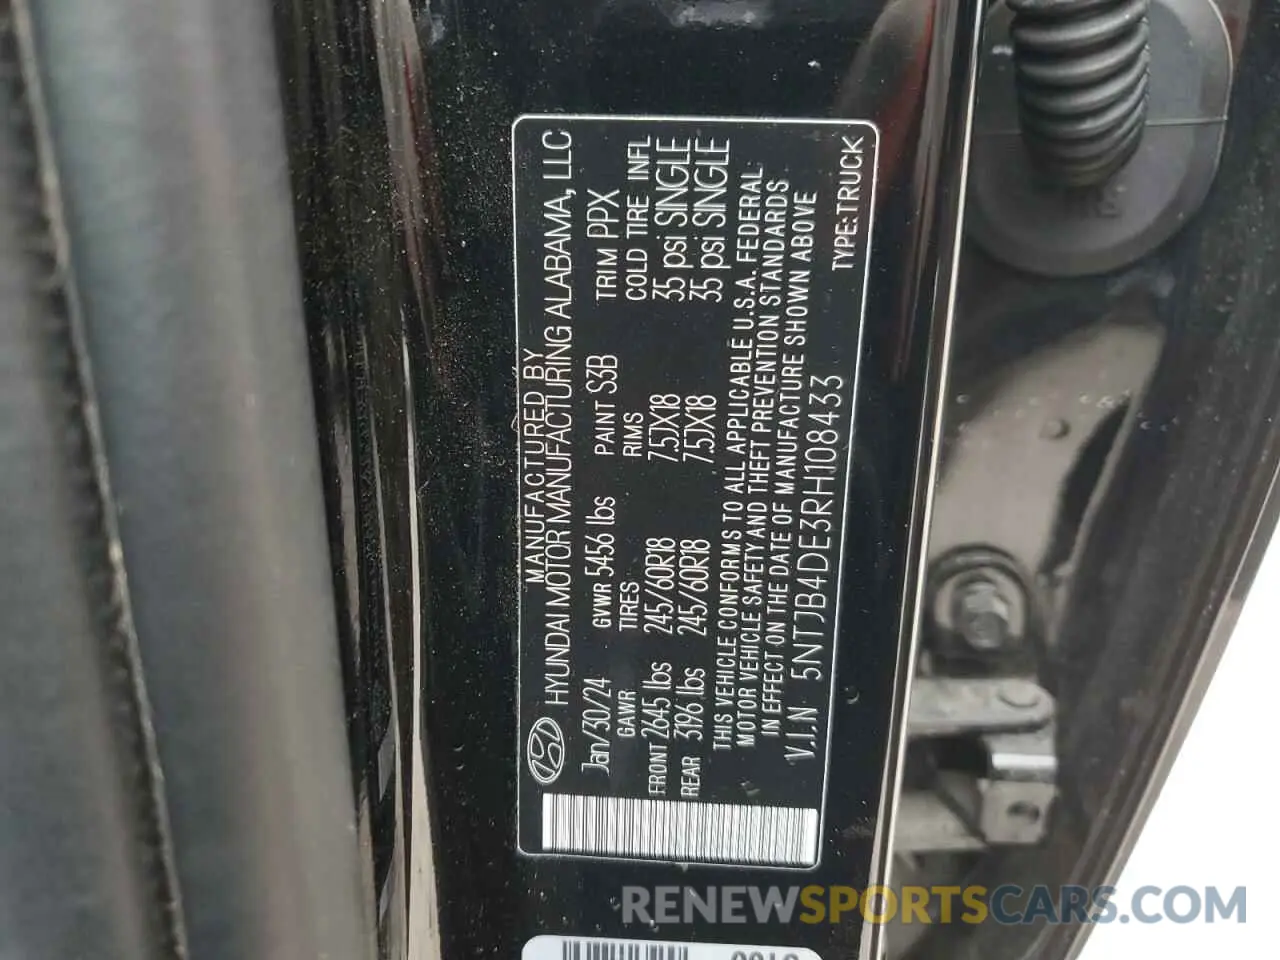 MANUFACTURED BY
HYUNDAI MOTOR MANUFACTURING ALABAMA, LLC
Jan/30/24 GVWR 5456 lbs PAINT S3B TRIM PPX
GAWR TIRES RIMS COLD TIRE INFL
FRONT 2645 lbs 245/60R18 7.5JX18 35 psi SINGLE
REAR 3196 lbs 245/60R18 7.5JX18 35 psi SINGLE
THIS VEHICLE CONFORMS TO ALL APPLICABLE U.S.A. FEDERAL
MOTOR VEHICLE SAFETY AND THEFT PREVENTION STANDARDS
IN EFFECT ON THE DATE OF MANUFACTURE SHOWN ABOVE
V.I.N 5NTJB4DE3RH108433 TYPE:TRUCK
RENEWSPORTSCARS.COM